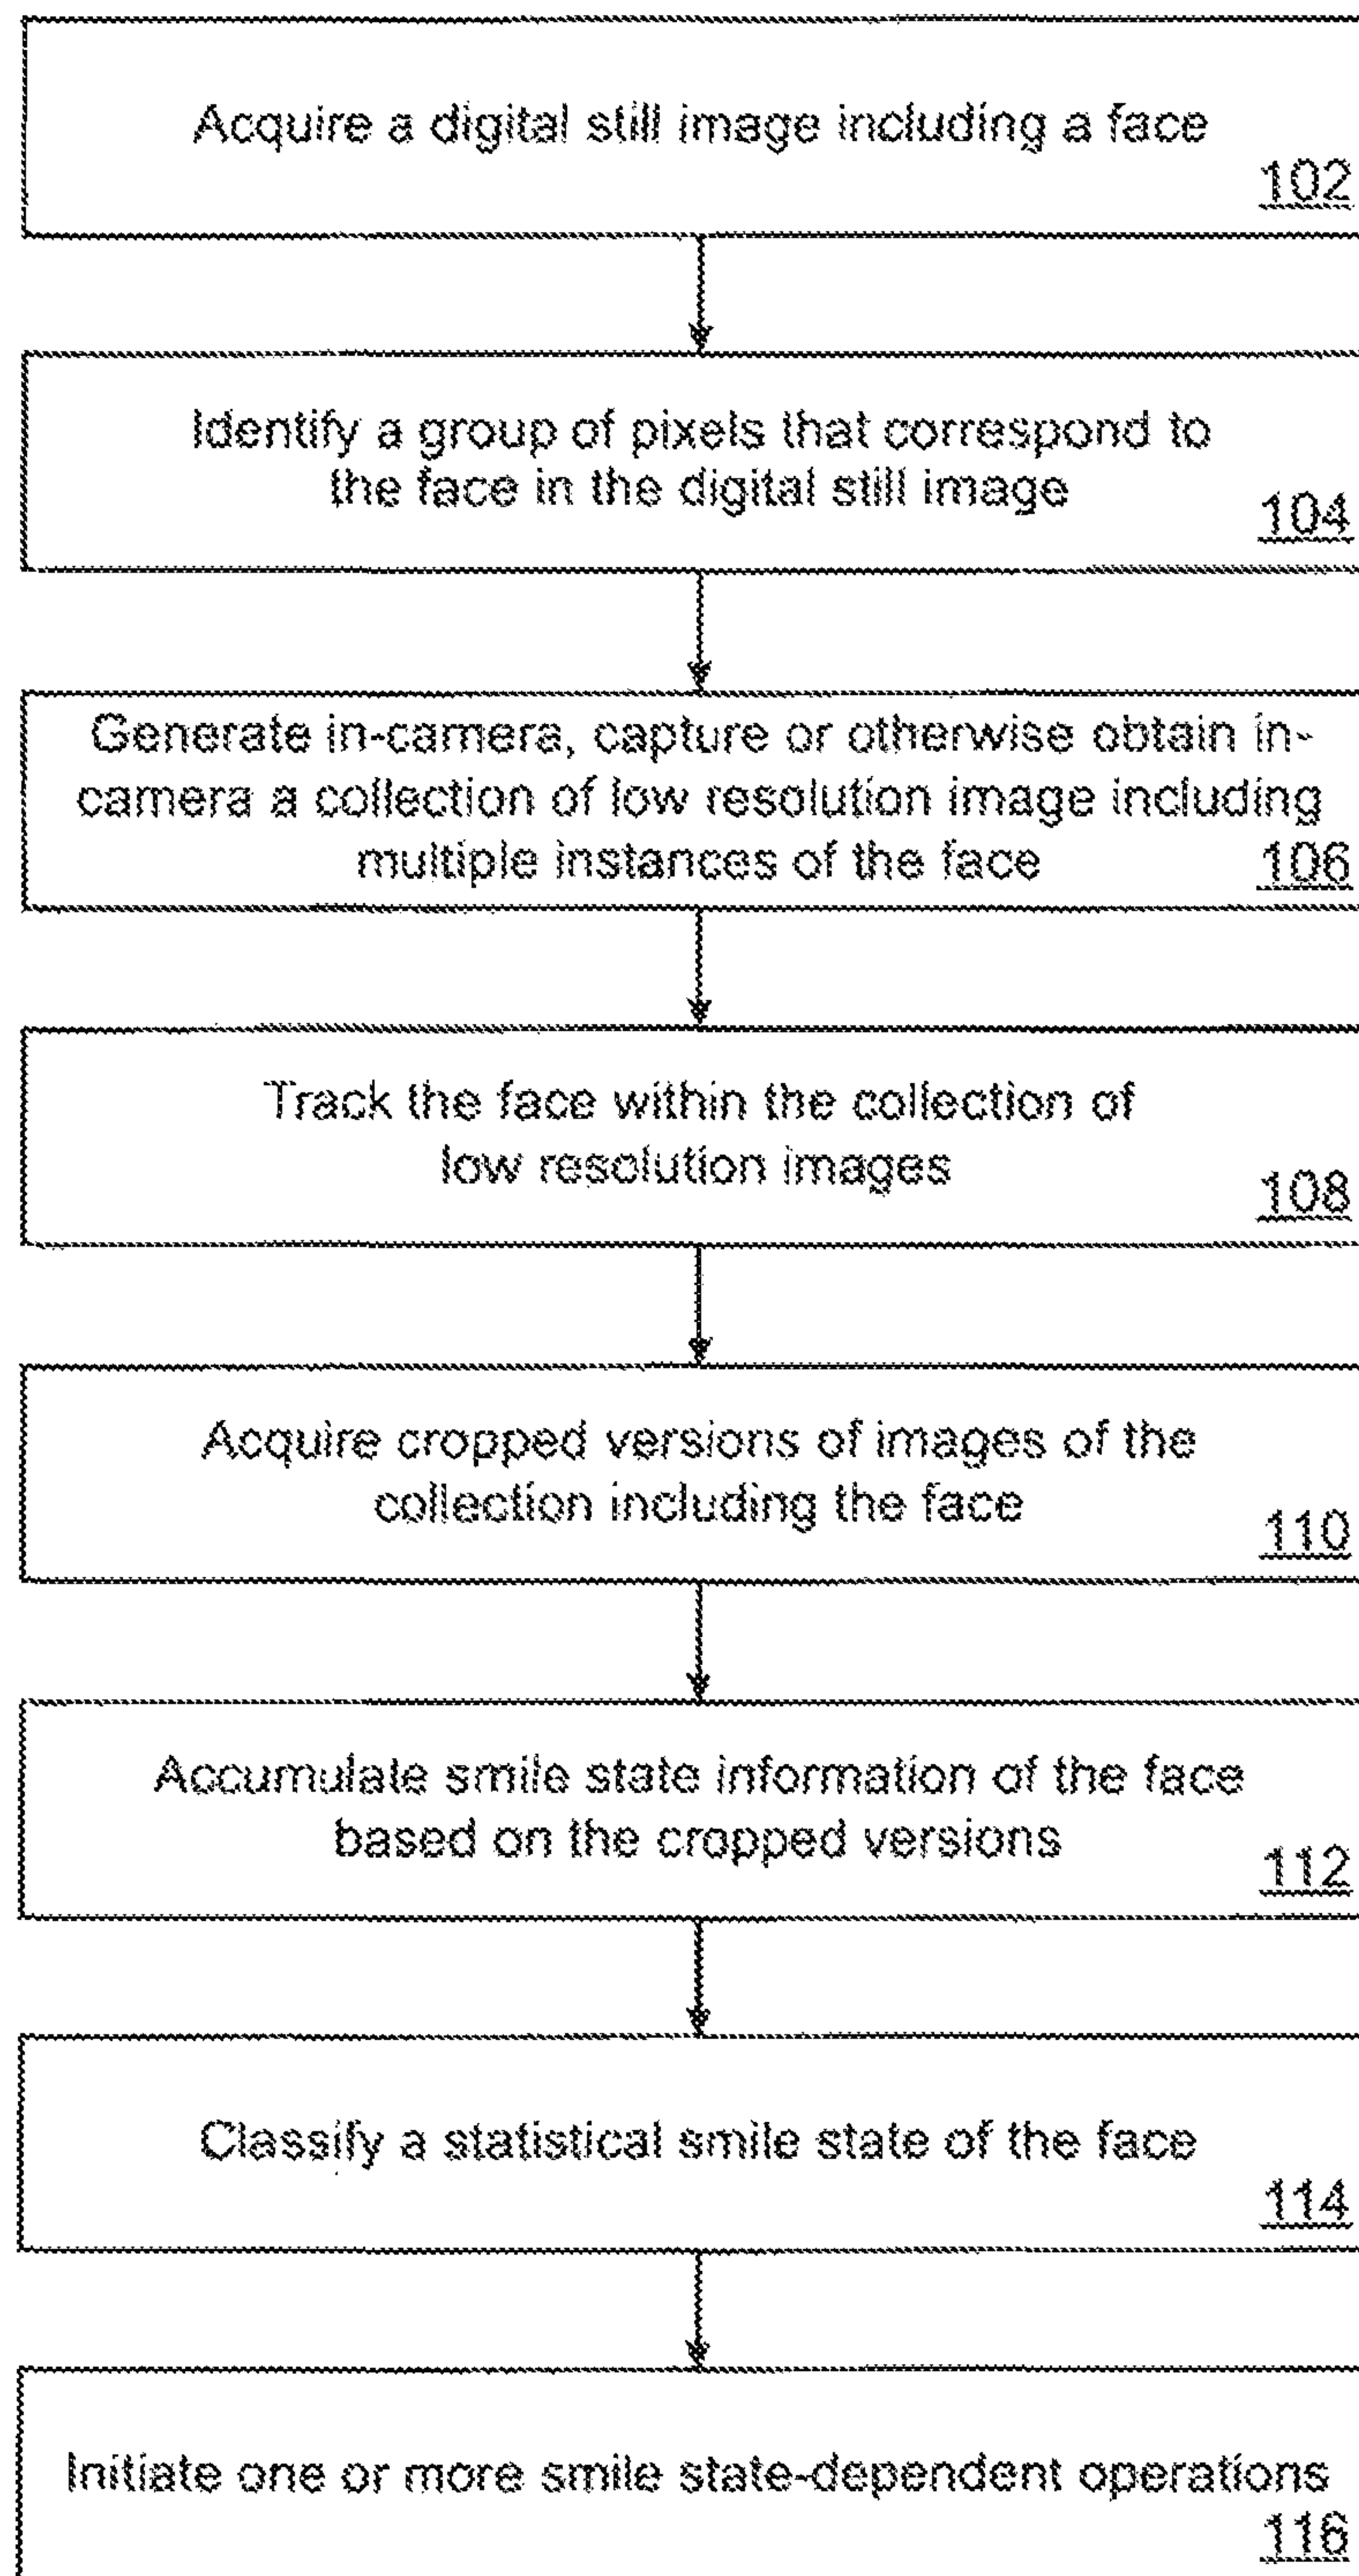 Acquire a digital still image including a face
102
Identify a group of pixels that correspond to
the face in the digital still image
104
Generate in-camera, capture or otherwise obtain in-
camera a collection of low resolution image including
multiple instances of the face
106
Track the face within the collection of
low resolution images
108
Acquire cropped versions of images of the
collection including the face
110
Accumulate smile state information of the face
based on the cropped versions
112
Classify a statistical smile state of the face
114
Initiate one or more smile state-dependent operations
116